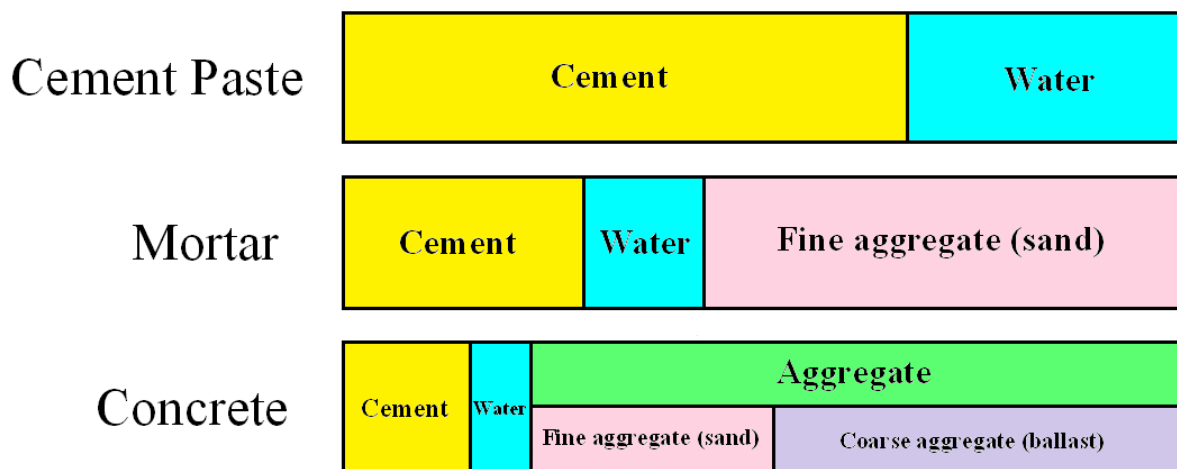 Cement Paste
Cement
Water
Mortar
Cement
Water
Fine aggregate (sand)
Concrete
Cement
Water
Aggregate
Fine aggregate (sand)
Coarse aggregate (ballast)